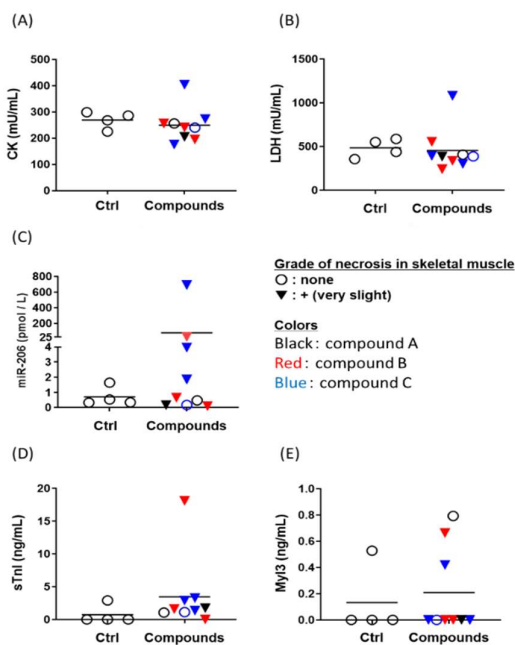 (A)
CK (mU/mL)
500
400
300
200
100
0
Ctrl Compounds
(B)
LDH (mU/mL)
1500
1000
500
0
Ctrl Compounds
(C)
miR-206 (pmol / L)
800
600
400
200
25
4
3
2
1
0
Ctrl Compounds
Grade of necrosis in skeletal muscle
: none
: + (very slight)
Colors
Black: compound A
Red: compound B
Blue: compound C
(D)
sTnI (ng/mL)
20
15
10
5
0
Ctrl Compounds
(E)
Myl3 (ng/mL)
1.0
0.8
0.6
0.4
0.2
0.0
Ctrl Compounds